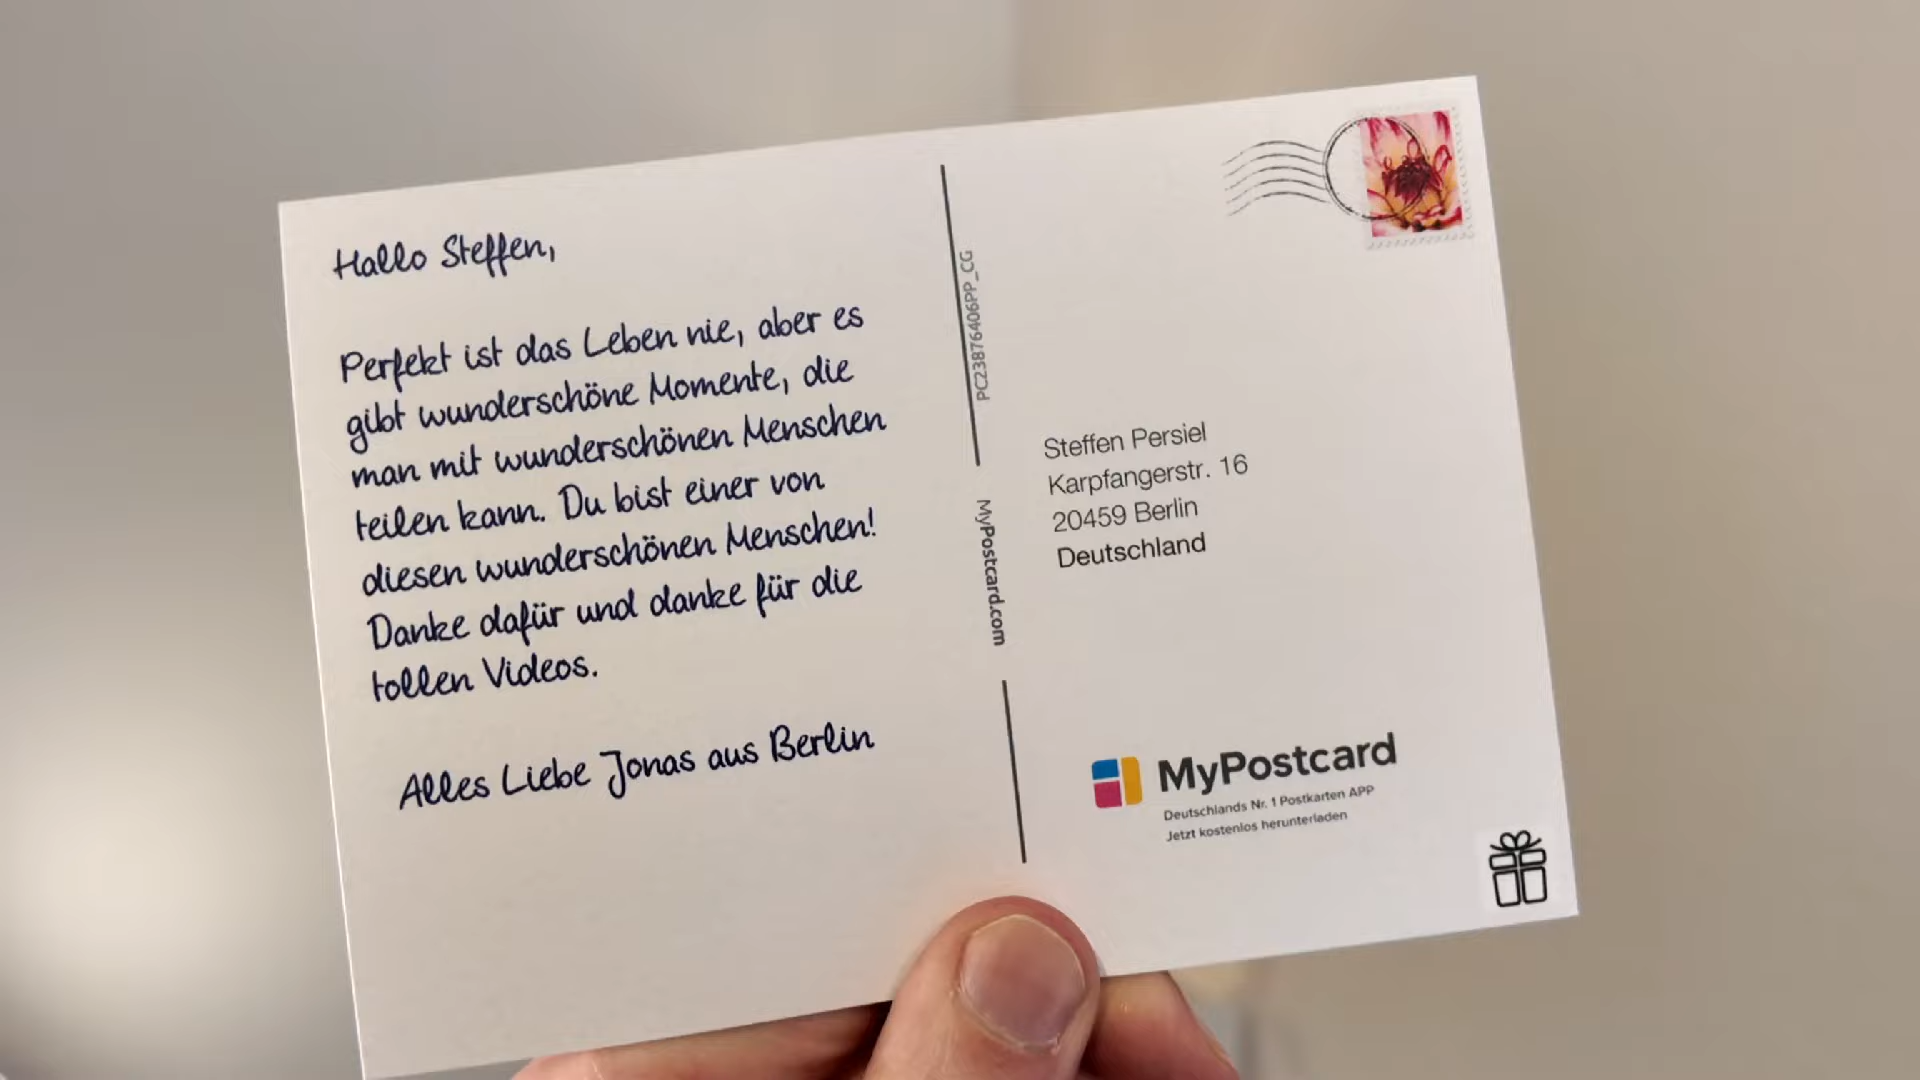 Hallo Steffen,
Perfekt ist das Leben nie, aber es
gibt wunderschöne Momente, die
man mit wunderschönen Menschen
teilen kann. Du bist einer von
diesen wunderschönen Menschen!
Danke dafür und danke für die
tollen Videos.
Alles Liebe Jonas aus Berlin
PC23876406PP_CG
MyPostcard.com
Steffen Persiel
Karpfangerstr. 16
20459 Berlin
Deutschland
MyPostcard
Deutschlands Nr. 1 Postkarten APP
Jetzt kostenlos herunterladen